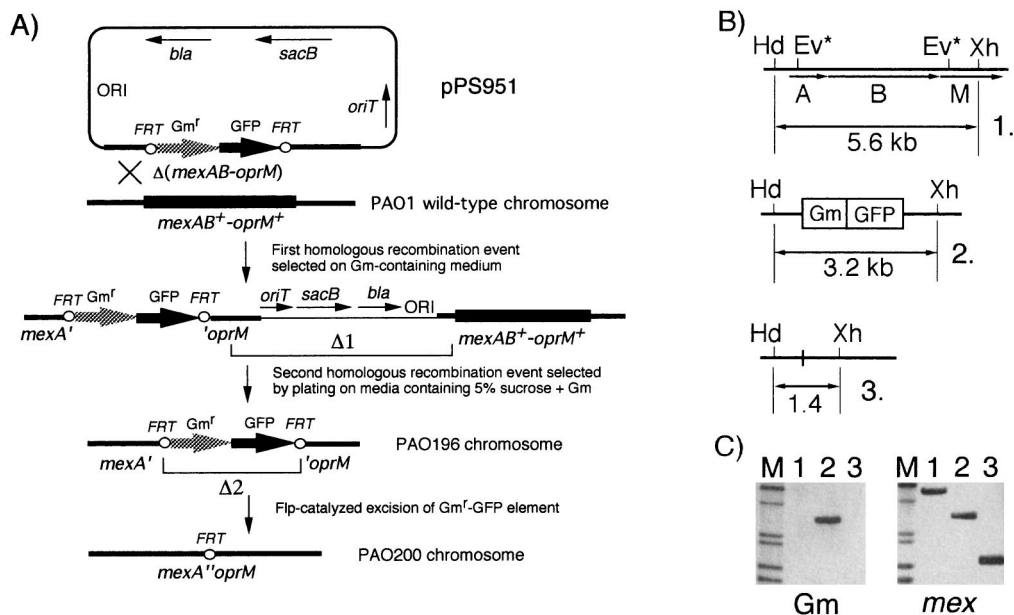 A)
bla
sacB
pPS951
ORI
oriT
FRT Gmʳ GFP FRT
Δ(mexAB-oprM)
PAO1 wild-type chromosome
mexAB⁺-oprM⁺
First homologous recombination event
selected on Gm-containing medium
FRT Gmʳ GFP FRT oriT sacB bla ORI
mexA' 'oprM mexAB⁺-oprM⁺
Δ1
Second homologous recombination event selected
by plating on media containing 5% sucrose + Gm
FRT Gmʳ GFP FRT
PAO196 chromosome
mexA' 'oprM
Δ2
Flp-catalyzed excision of Gmʳ-GFP element
FRT
PAO200 chromosome
mexA''oprM
B)
Hd Ev* Ev* Xh
A B M
5.6 kb
1.
Hd Xh
Gm GFP
3.2 kb
2.
Hd Xh
1.4
3.
C)
M 1 2 3
M 1 2 3
Gm
mex